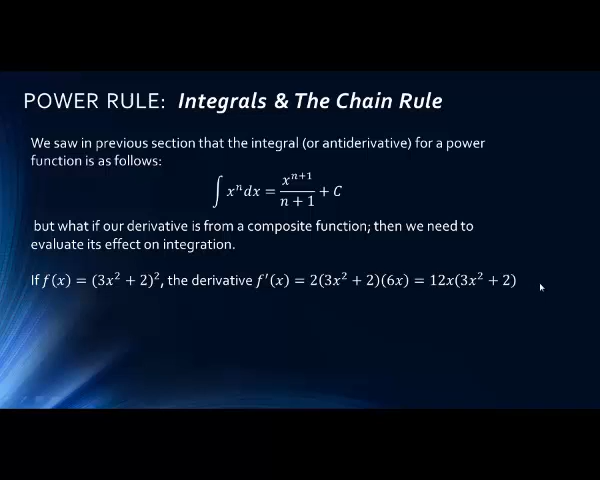 POWER RULE: Integrals & The Chain Rule
We saw in previous section that the integral (or antiderivative) for a power
function is as follows:
∫ xⁿdx = xⁿ⁺¹/(n + 1) + C
but what if our derivative is from a composite function; then we need to
evaluate its effect on integration.
If f(x) = (3x² + 2)², the derivative f′(x) = 2(3x² + 2)(6x) = 12x(3x² + 2)